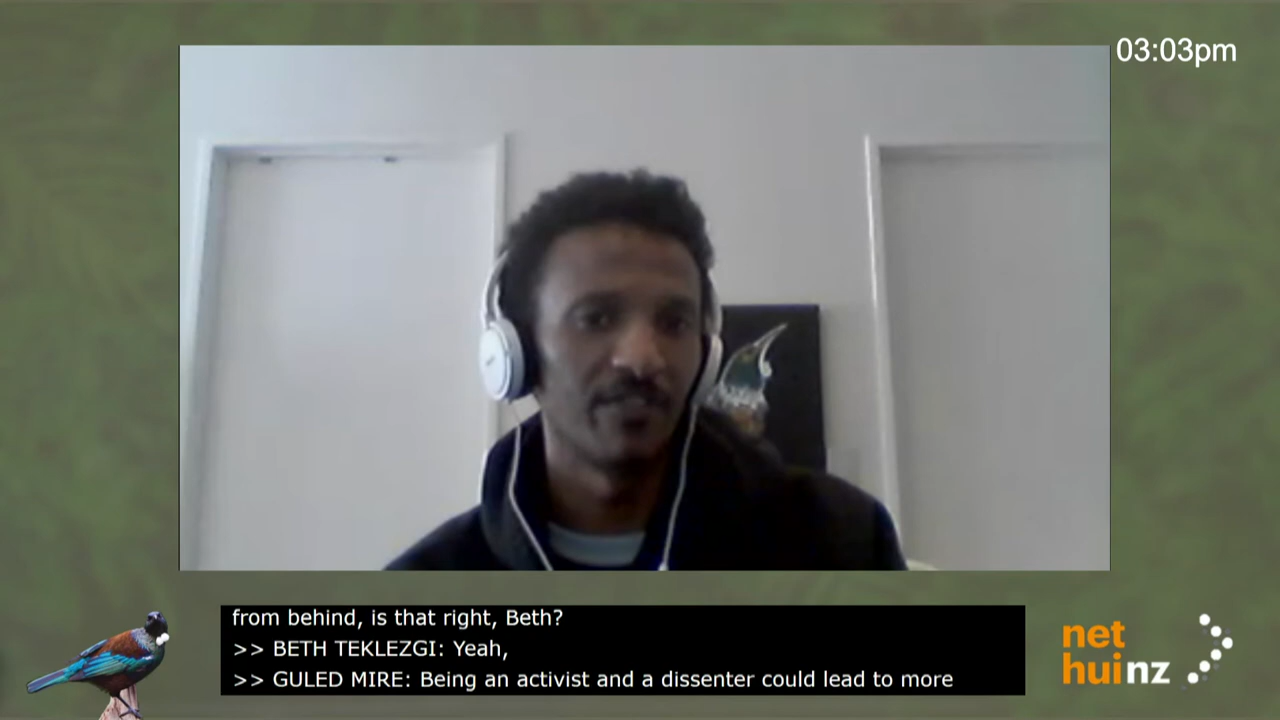 03:03pm
from behind, is that right, Beth?
>> BETH TEKLEZGI: Yeah,
>> GULED MIRE: Being an activist and a dissenter could lead to more
net
huinz